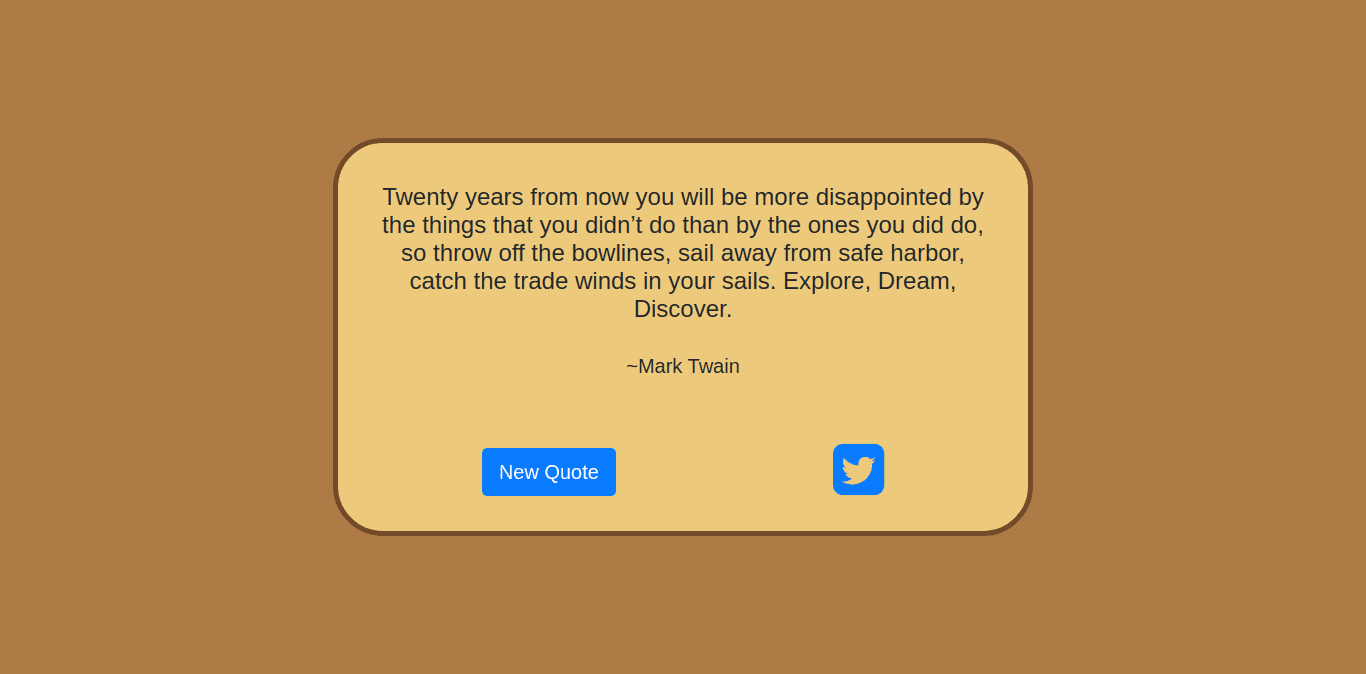 Twenty years from now you will be more disappointed by
the things that you didn’t do than by the ones you did do,
so throw off the bowlines, sail away from safe harbor,
catch the trade winds in your sails. Explore, Dream,
Discover.
~Mark Twain
New Quote